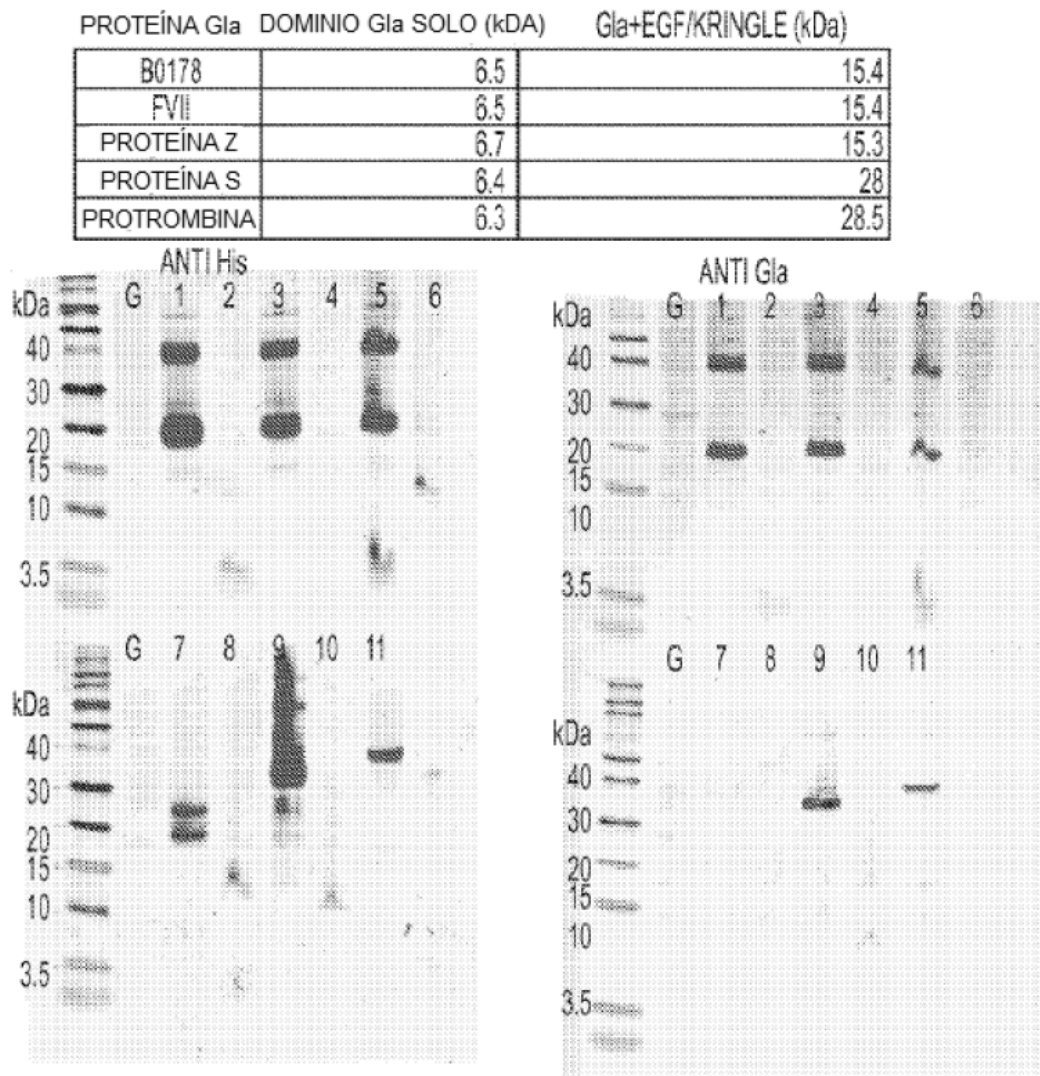 PROTEÍNA Gla DOMINIO Gla SOLO (kDA) Gla+EGF/KRINGLE (kDa)
B0178 6.5 15.4
FVII 6.5 15.4
PROTEÍNA Z 6.7 15.3
PROTEÍNA S 6.4 28
PROTROMBINA 6.3 28.5
ANTI His
kDa G 1 2 3 4 5 6
40
30
20
15
10
3.5
G 7 8 9 10 11
kDa
40
30
20
15
10
3.5
ANTI Gla
kDa G 1 2 3 4 5 6
40
30
20
15
10
3.5
G 7 8 9 10 11
kDa
40
30
20
15
10
3.5